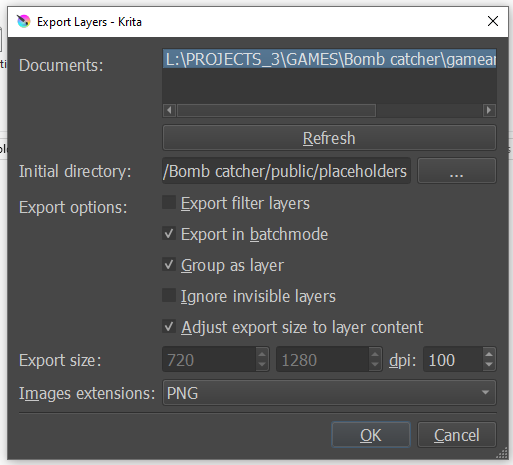 Export Layers - Krita
Documents:
L:\PROJECTS_3\GAMES\Bomb catcher\gamear
Refresh
Initial directory: /Bomb catcher/public/placeholders ...
Export options: Export filter layers
Export in batchmode
Group as layer
Ignore invisible layers
Adjust export size to layer content
Export size: 720 1280 dpi: 100
Images extensions: PNG
OK Cancel